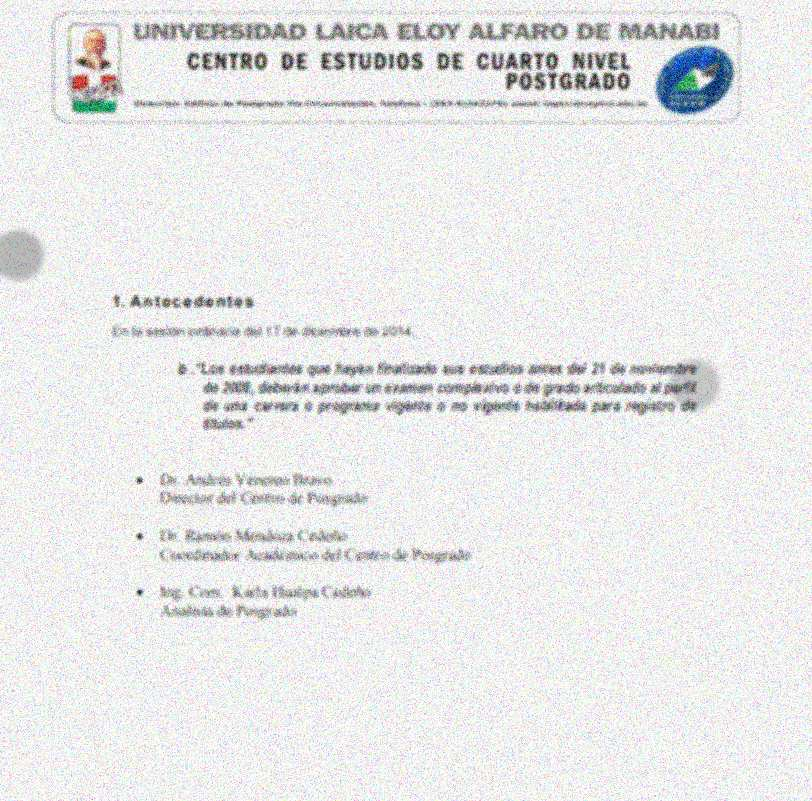 UNIVERSIDAD LAICA ELOY ALFARO DE MANABI
CENTRO DE ESTUDIOS DE CUARTO NIVEL
POSTGRADO
1. Antecedentes
En la sesión ordinaria del 17 de diciembre de 2014
b. "Los estudiantes que hayan finalizado sus estudios antes del 21 de noviembre
de 2008, deberán aprobar un examen complexivo o de grado articulado al perfil
de una carrera o programa vigente o no vigente habilitada para registro de
títulos."
• Dr. Andrés Venereo Bravo
Director del Centro de Posgrado
• Dr. Ramón Mendoza Cedeño
Coordinador Académico del Centro de Posgrado
• Ing. Com. Karla Cedeño
Analista de Posgrado